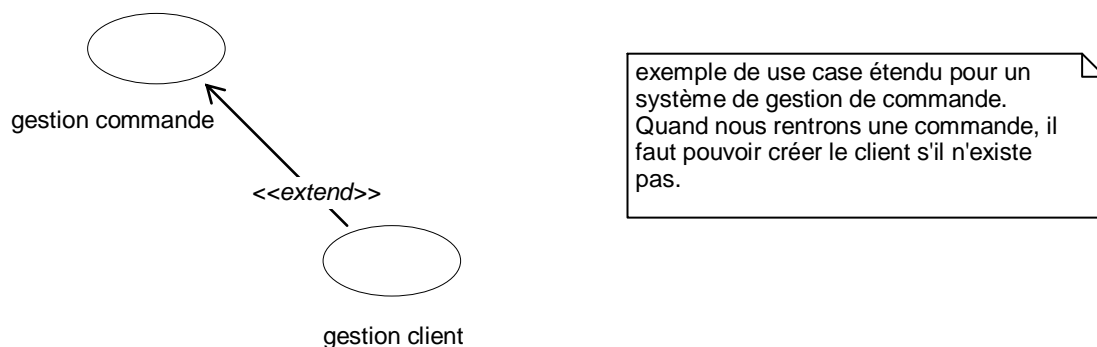 gestion commande
<<extend>>
gestion client
exemple de use case étendu pour un
système de gestion de commande.
Quand nous rentrons une commande, il
faut pouvoir créer le client s'il n'existe
pas.